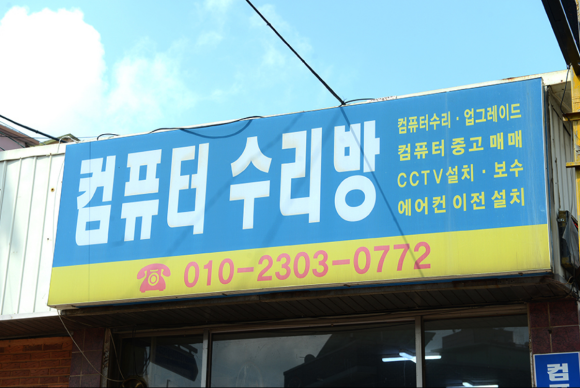 컴퓨터 수리방
컴퓨터수리 · 업그레이드
컴퓨터 중고 매매
CCTV설치 · 보수
에어컨 이전 설치
☎ 010-2303-0772
컴